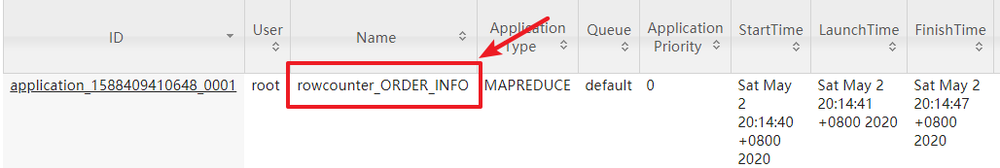 ID User Name Application Type Queue Application Priority StartTime LaunchTime FinishTime
application_1588409410648_0001 root rowcounter_ORDER_INFO MAPREDUCE default 0 Sat May 2 20:14:40 +0800 2020 Sat May 2 20:14:41 +0800 2020 Sat May 2 20:14:47 +0800 2020